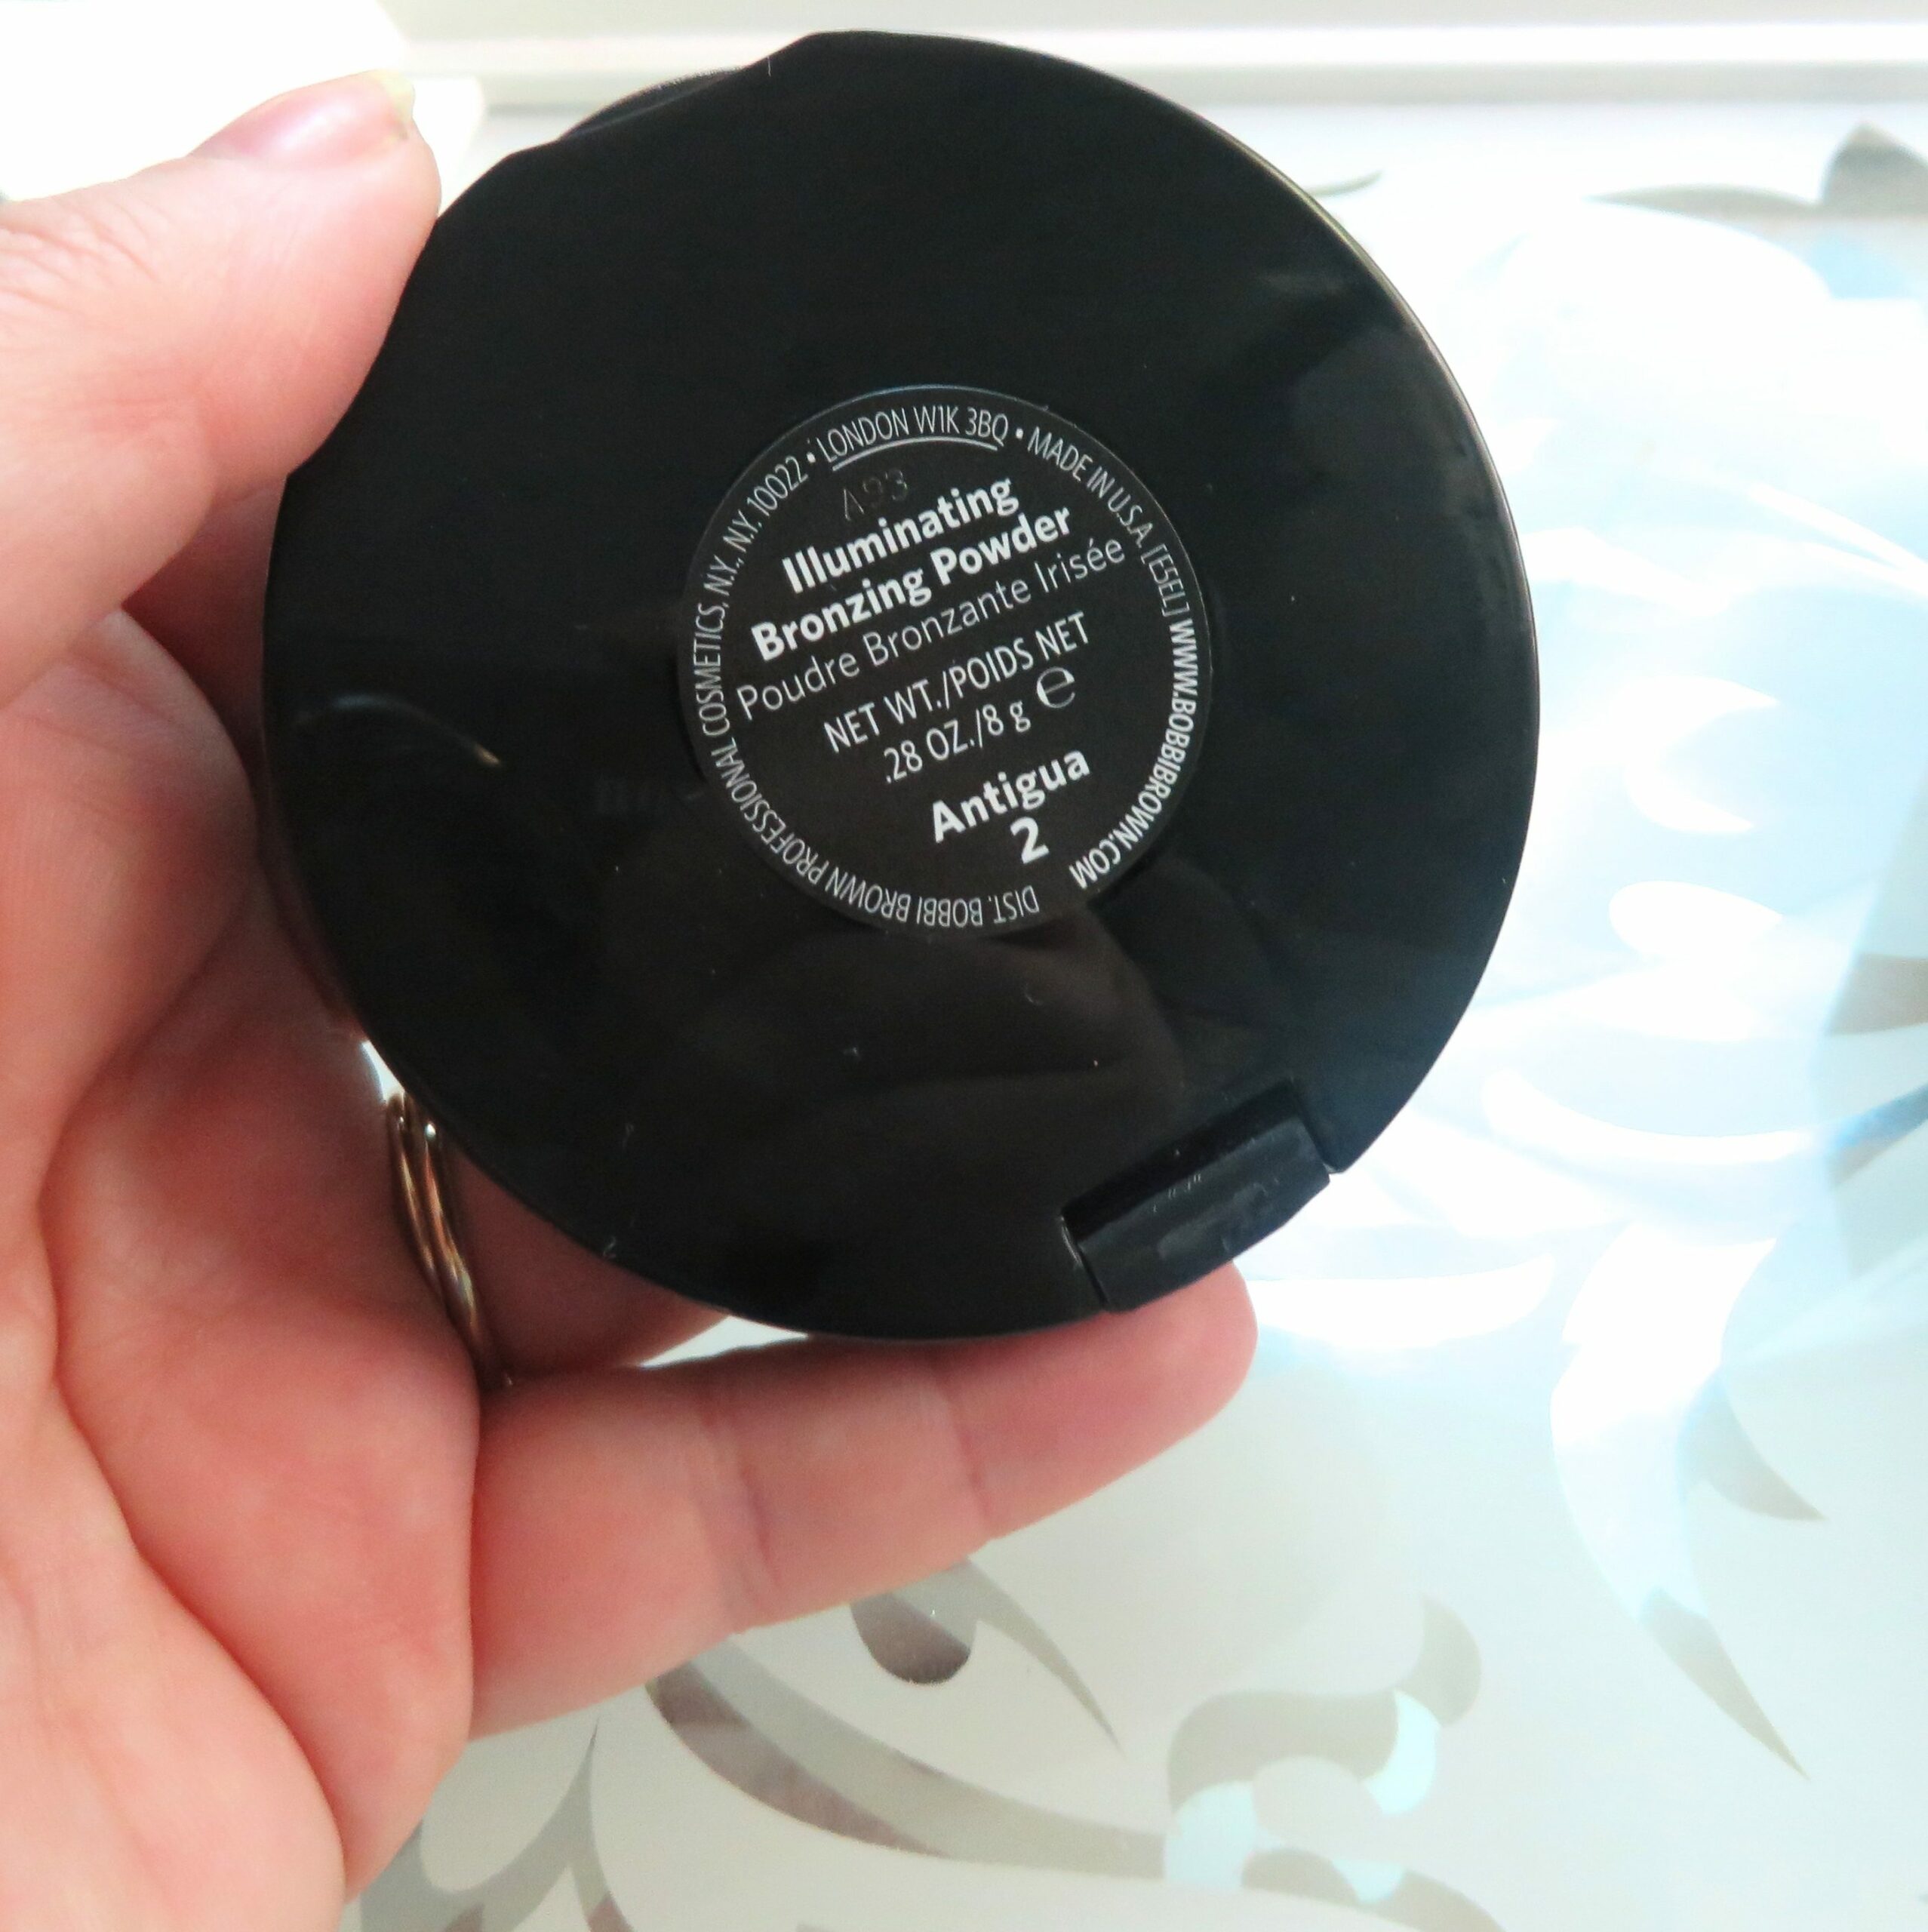 DIST. BOBBI BROWN PROFESSIONAL COSMETICS, N.Y., N.Y. 10022 • LONDON W1K 3BQ • MADE IN U.S.A. [E5EL] WWW.BOBBIBROWN.COM
A93
Illuminating
Bronzing Powder
Poudre Bronzante Irisée
NET WT./POIDS NET
.28 OZ./8 g ℮
Antigua
2